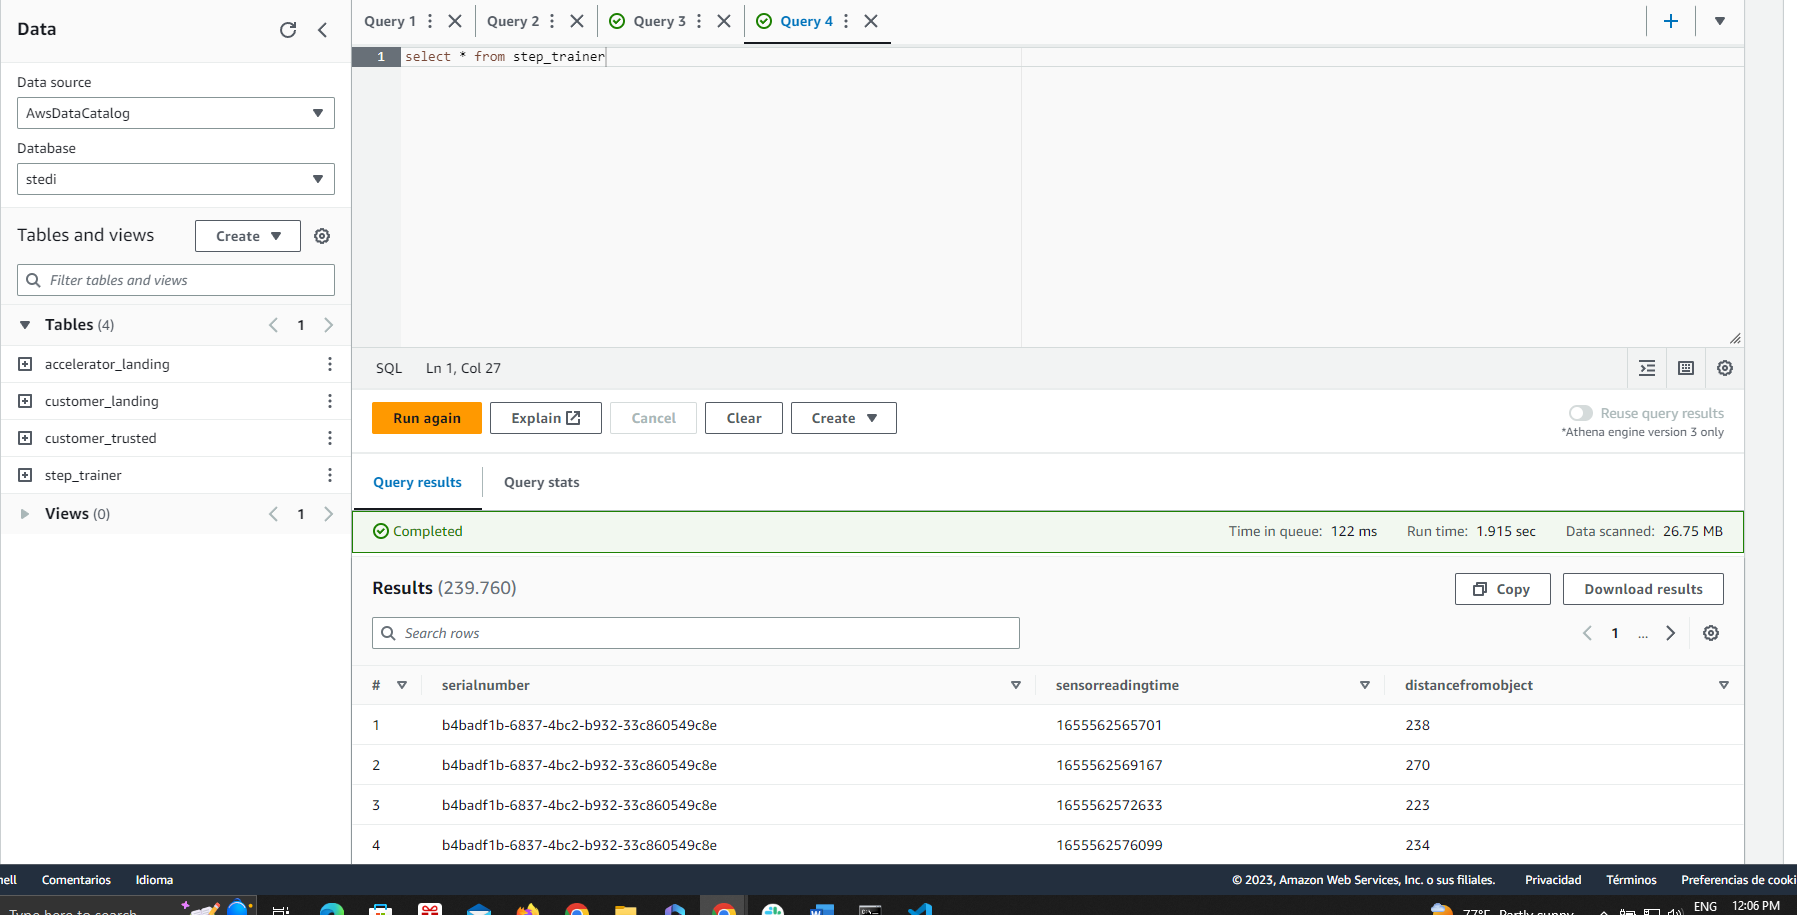 Data
Query 1
Query 2
Query 3
Query 4
1 select * from step_trainer
Data source
AwsDataCatalog
Database
stedi
Tables and views
Create
Filter tables and views
Tables (4)
1
accelerator_landing
customer_landing
customer_trusted
step_trainer
Views (0)
1
SQL Ln 1, Col 27
Run again
Explain
Cancel
Clear
Create
Reuse query results
*Athena engine version 3 only
Query results
Query stats
Completed
Time in queue: 122 ms Run time: 1.915 sec Data scanned: 26.75 MB
Results (239.760)
Copy
Download results
Search rows
1 ...
# serialnumber sensorreadingtime distancefromobject
1 b4badf1b-6837-4bc2-b932-33c860549c8e 1655562565701 238
2 b4badf1b-6837-4bc2-b932-33c860549c8e 1655562569167 270
3 b4badf1b-6837-4bc2-b932-33c860549c8e 1655562572633 223
4 b4badf1b-6837-4bc2-b932-33c860549c8e 1655562576099 234
nell Comentarios Idioma © 2023, Amazon Web Services, Inc. o sus filiales. Privacidad Términos Preferencias de cooki
Type here to search
77°F Partly sunny ENG 12:06 PM